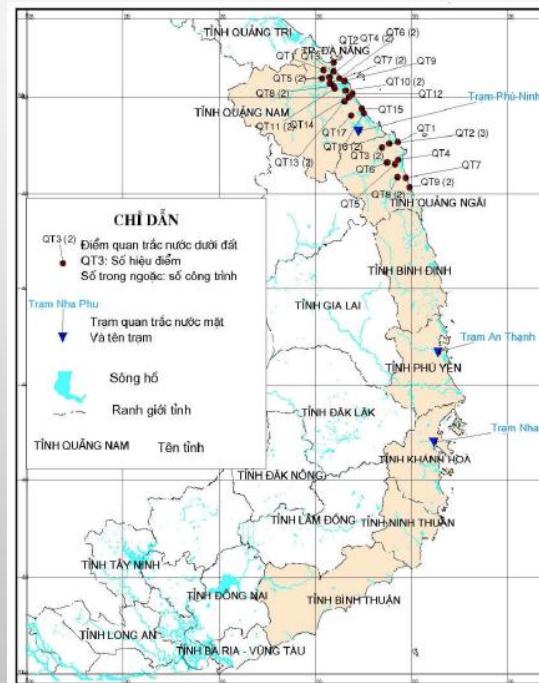 TỈNH QUẢNG TRỊ
TP. ĐÀ NẴNG
QT2
QT4 (2)
QT6 (2)
QT1
QT3
QT7 (2)
QT9
QT5 (2)
QT10 (2)
QT8 (2)
QT12
TỈNH QUẢNG NAM
Trạm Phú Ninh
QT11 (2)
QT14
QT15
QT17
QT1
QT2 (3)
QT13 (2)
QT16 (2)
QT3 (2)
QT4
QT6
QT7
QT5
QT8 (2)
QT9 (2)
TỈNH QUẢNG NGÃI
CHỈ DẪN
QT3 (2)
Điểm quan trắc nước dưới đất
QT3: Số hiệu điểm
Số trong ngoặc: số công trình
Trạm Nha Phu
Trạm quan trắc nước mặt
Và tên trạm
Sông hồ
Ranh giới tỉnh
TỈNH QUẢNG NAM
Tên tỉnh
TỈNH BÌNH ĐỊNH
TỈNH GIA LAI
Trạm An Thạnh
TỈNH PHÚ YÊN
TỈNH ĐĂK LĂK
Trạm Nha
TỈNH KHÁNH HOÀ
TỈNH ĐĂK NÔNG
TỈNH LÂM ĐỒNG
TỈNH NINH THUẬN
TỈNH TÂY NINH
TỈNH ĐỒNG NAI
TỈNH BÌNH THUẬN
TỈNH LONG AN
TỈNH BÀ RỊA - VŨNG TÀU